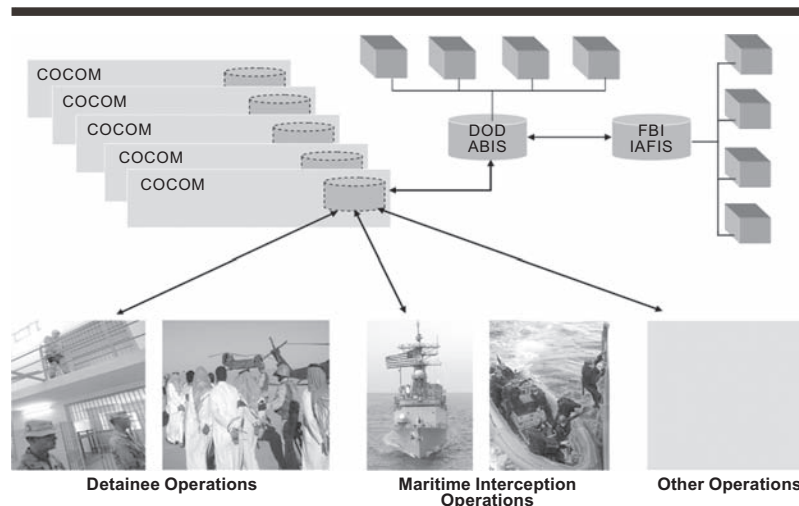 COCOM
COCOM
COCOM
COCOM
COCOM
DOD
ABIS
FBI
IAFIS
Detainee Operations
Maritime Interception
Operations
Other Operations